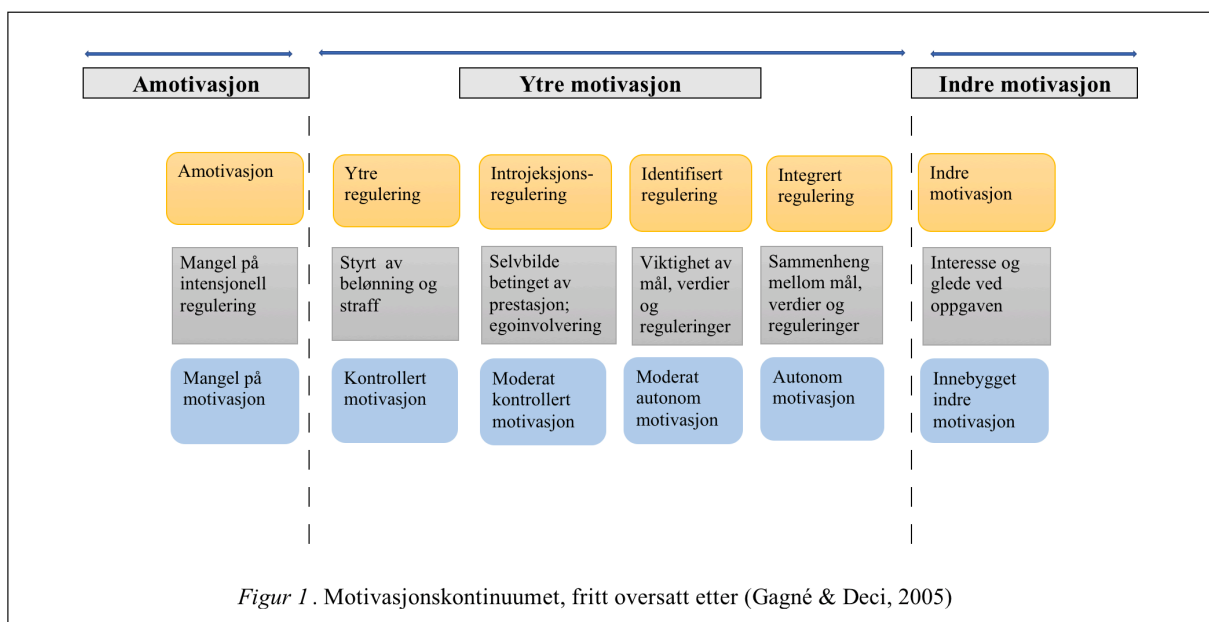 Amotivasjon
Ytre motivasjon
Indre motivasjon
Amotivasjon
Ytre
regulering
Introjeksjons-
regulering
Identifisert
regulering
Integrert
regulering
Indre
motivasjon
Mangel på
intensjonell
regulering
Styrt av
belønning og
straff
Selvbilde
betinget av
prestasjon;
egoinvolvering
Viktighet av
mål, verdier
og
reguleringer
Sammenheng
mellom mål,
verdier og
reguleringer
Interesse og
glede ved
oppgaven
Mangel på
motivasjon
Kontrollert
motivasjon
Moderat
kontrollert
motivasjon
Moderat
autonom
motivasjon
Autonom
motivasjon
Innebygget
indre
motivasjon
Figur 1. Motivasjonskontinuumet, fritt oversatt etter (Gagné & Deci, 2005)